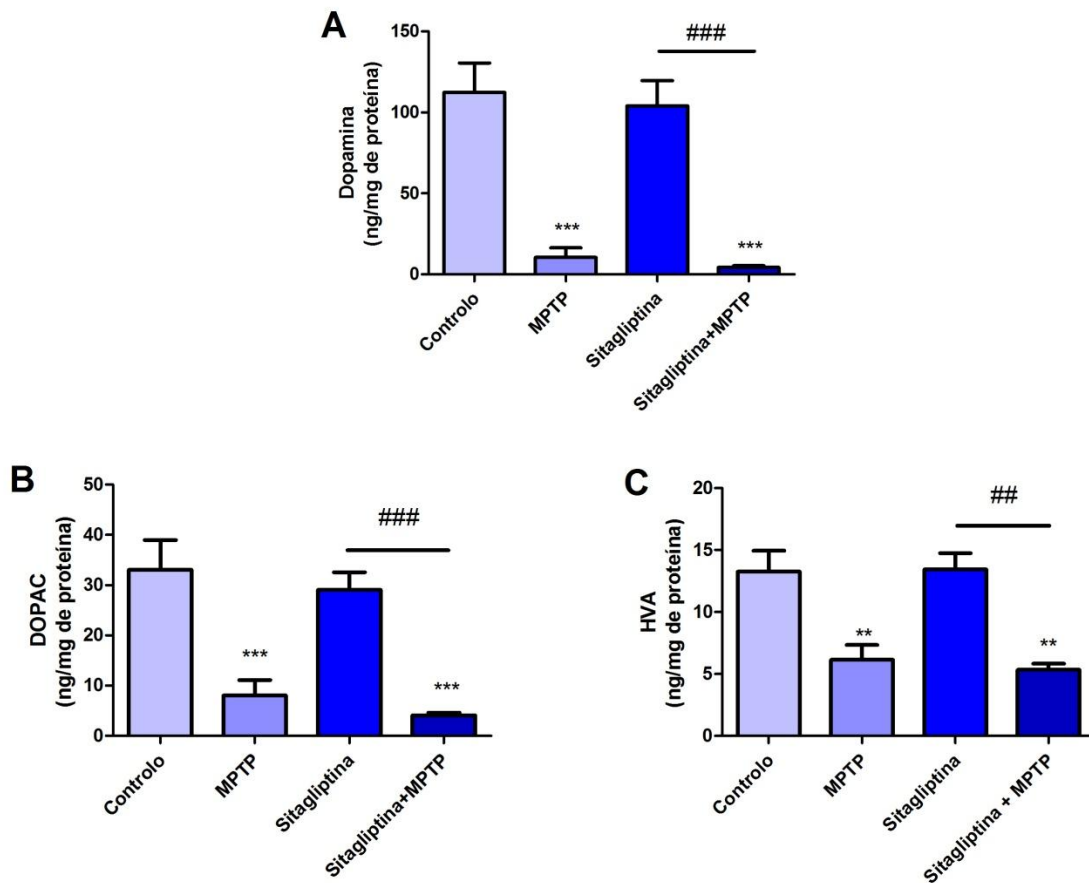 A
Dopamina
(ng/mg de proteína)
150
100
50
0
###
***
***
Controlo
MPTP
Sitagliptina
Sitagliptina+MPTP
B
DOPAC
(ng/mg de proteína)
50
40
30
20
10
0
###
***
***
Controlo
MPTP
Sitagliptina
Sitagliptina+MPTP
C
HVA
(ng/mg de proteína)
20
15
10
5
0
##
**
**
Controlo
MPTP
Sitagliptina
Sitagliptina + MPTP